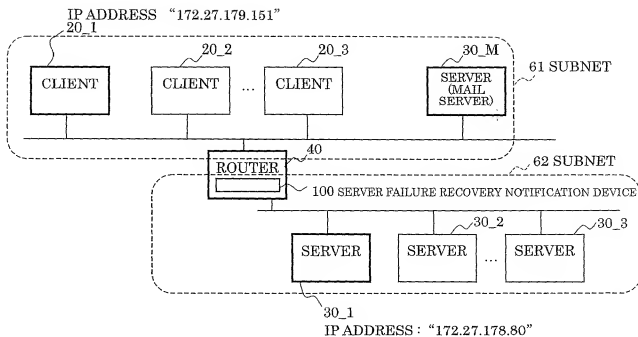 IP ADDRESS "172.27.179.151"
20_1
20_2
20_3
30_M
CLIENT
CLIENT
...
CLIENT
SERVER
(MAIL
SERVER)
61 SUBNET
40
ROUTER
62 SUBNET
100 SERVER FAILURE RECOVERY NOTIFICATION DEVICE
30_2
30_3
SERVER
SERVER
...
SERVER
30_1
IP ADDRESS : "172.27.178.80"